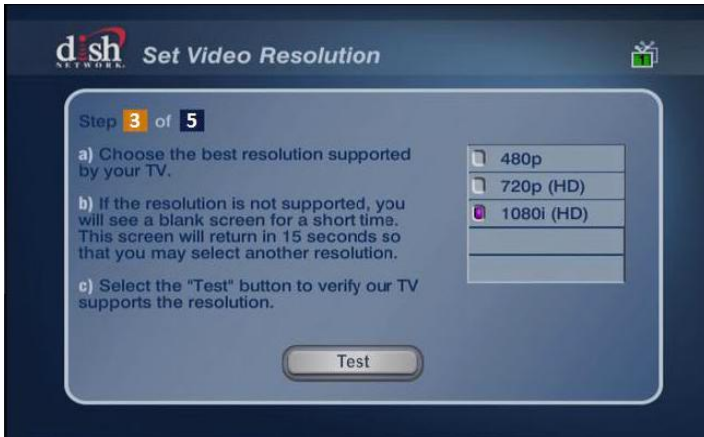 dish
NETWORK.
Set Video Resolution
1
Step 3 of 5
a) Choose the best resolution supported
by your TV.
b) If the resolution is not supported, you
will see a blank screen for a short time.
This screen will return in 15 seconds so
that you may select another resolution.
c) Select the "Test" button to verify our TV
supports the resolution.
480p
720p (HD)
1080i (HD)
Test